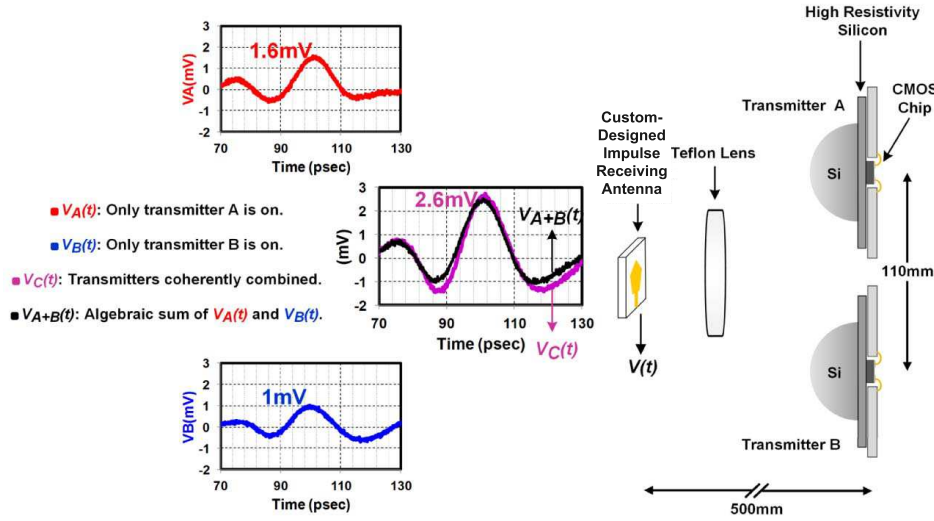 3
2
1
0
-1
-2
VA(mV)
1.6mV
70 90 110 130
Time (psec)
VA(t): Only transmitter A is on.
VB(t): Only transmitter B is on.
VC(t): Transmitters coherently combined.
VA+B(t): Algebraic sum of VA(t) and VB(t).
3
2
1
0
-1
-2
(mV)
2.6mV
VA+B(t)
70 90 110 130
Time (psec)
VC(t)
3
2
1
0
-1
-2
VB(mV)
1mV
70 90 110 130
Time (psec)
High Resistivity
Silicon
CMOS
Chip
Transmitter A
Custom-
Designed
Impulse
Receiving
Antenna
Teflon Lens
Si
110mm
V(t)
Si
Transmitter B
500mm